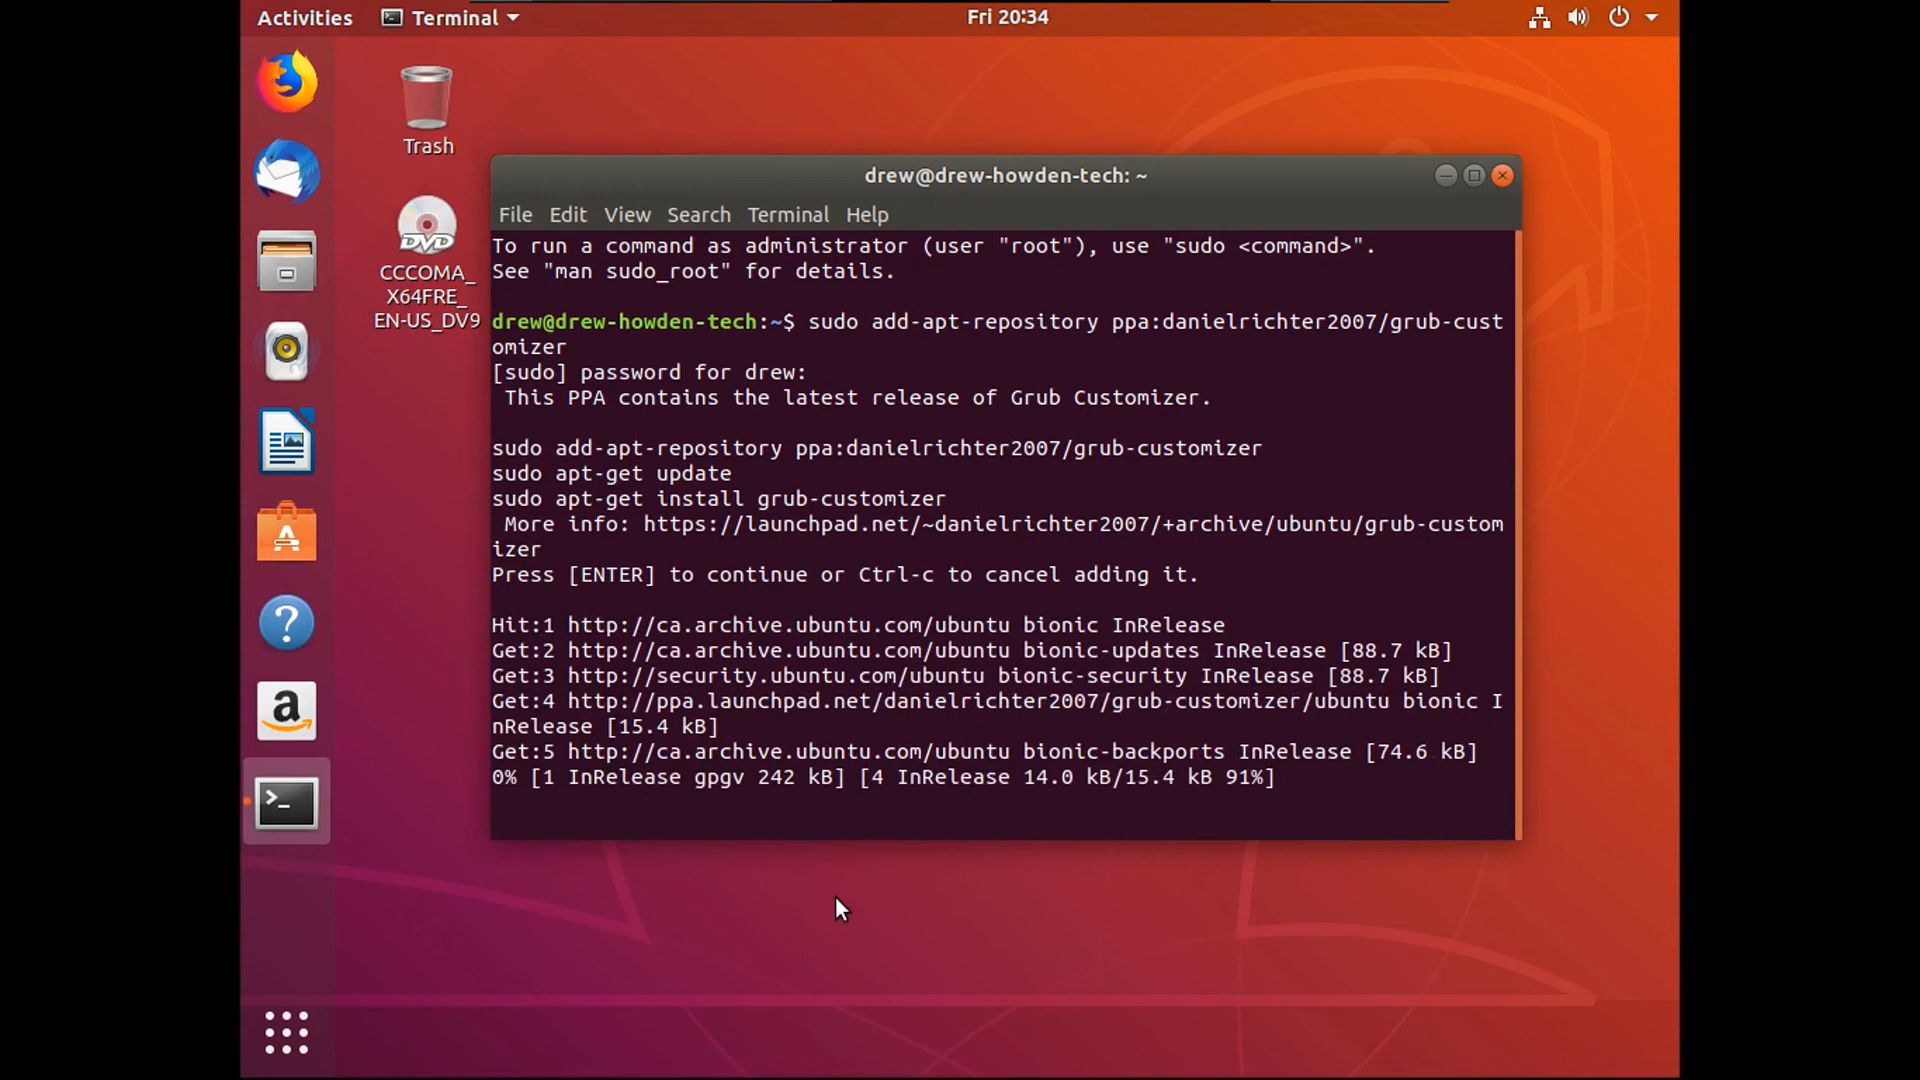 Activities
Terminal
Fri 20:34
Trash
DVD
CCCOMA_
X64FRE_
EN-US_DV9
drew@drew-howden-tech: ~
File Edit View Search Terminal Help
To run a command as administrator (user "root"), use "sudo <command>".
See "man sudo_root" for details.
drew@drew-howden-tech:~$ sudo add-apt-repository ppa:danielrichter2007/grub-cust
omizer
[sudo] password for drew:
This PPA contains the latest release of Grub Customizer.
sudo add-apt-repository ppa:danielrichter2007/grub-customizer
sudo apt-get update
sudo apt-get install grub-customizer
More info: https://launchpad.net/~danielrichter2007/+archive/ubuntu/grub-custom
izer
Press [ENTER] to continue or Ctrl-c to cancel adding it.
Hit:1 http://ca.archive.ubuntu.com/ubuntu bionic InRelease
Get:2 http://ca.archive.ubuntu.com/ubuntu bionic-updates InRelease [88.7 kB]
Get:3 http://security.ubuntu.com/ubuntu bionic-security InRelease [88.7 kB]
Get:4 http://ppa.launchpad.net/danielrichter2007/grub-customizer/ubuntu bionic I
nRelease [15.4 kB]
Get:5 http://ca.archive.ubuntu.com/ubuntu bionic-backports InRelease [74.6 kB]
0% [1 InRelease gpgv 242 kB] [4 InRelease 14.0 kB/15.4 kB 91%]